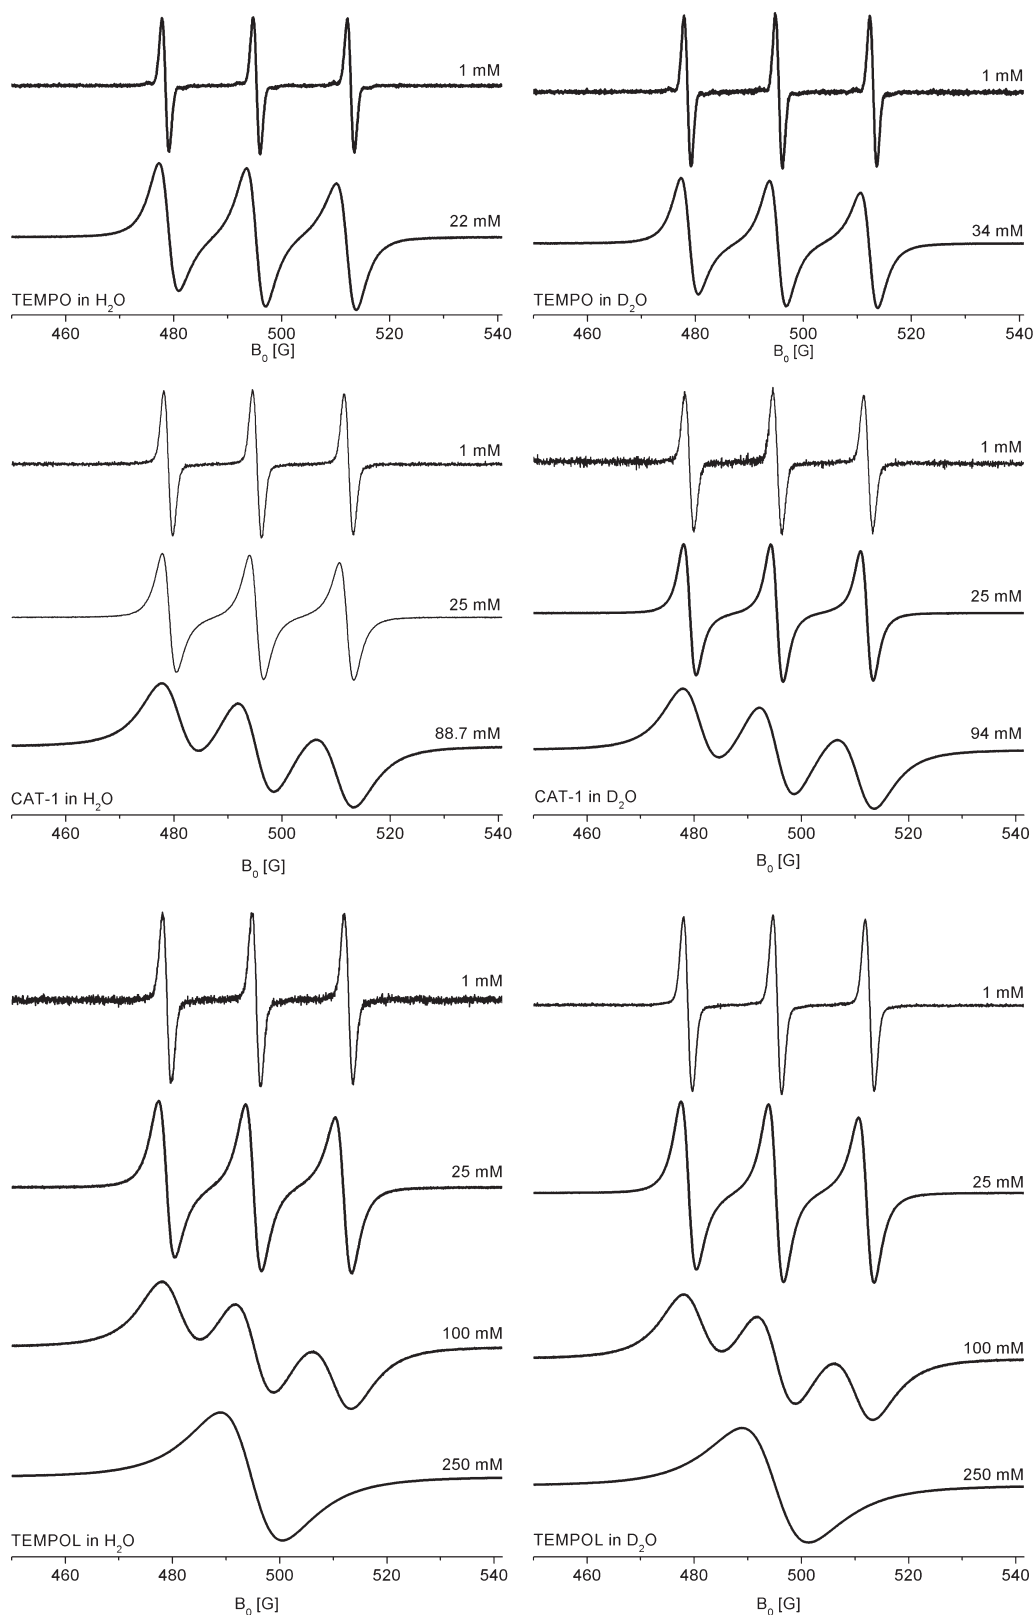 1 mM
22 mM
TEMPO in H₂O
460 480 500 520 540
B₀ [G]
1 mM
34 mM
TEMPO in D₂O
460 480 500 520 540
B₀ [G]
1 mM
25 mM
88.7 mM
CAT-1 in H₂O
460 480 500 520 540
B₀ [G]
1 mM
25 mM
94 mM
CAT-1 in D₂O
460 480 500 520 540
B₀ [G]
1 mM
25 mM
100 mM
250 mM
TEMPOL in H₂O
460 480 500 520 540
B₀ [G]
1 mM
25 mM
100 mM
250 mM
TEMPOL in D₂O
460 480 500 520 540
B₀ [G]